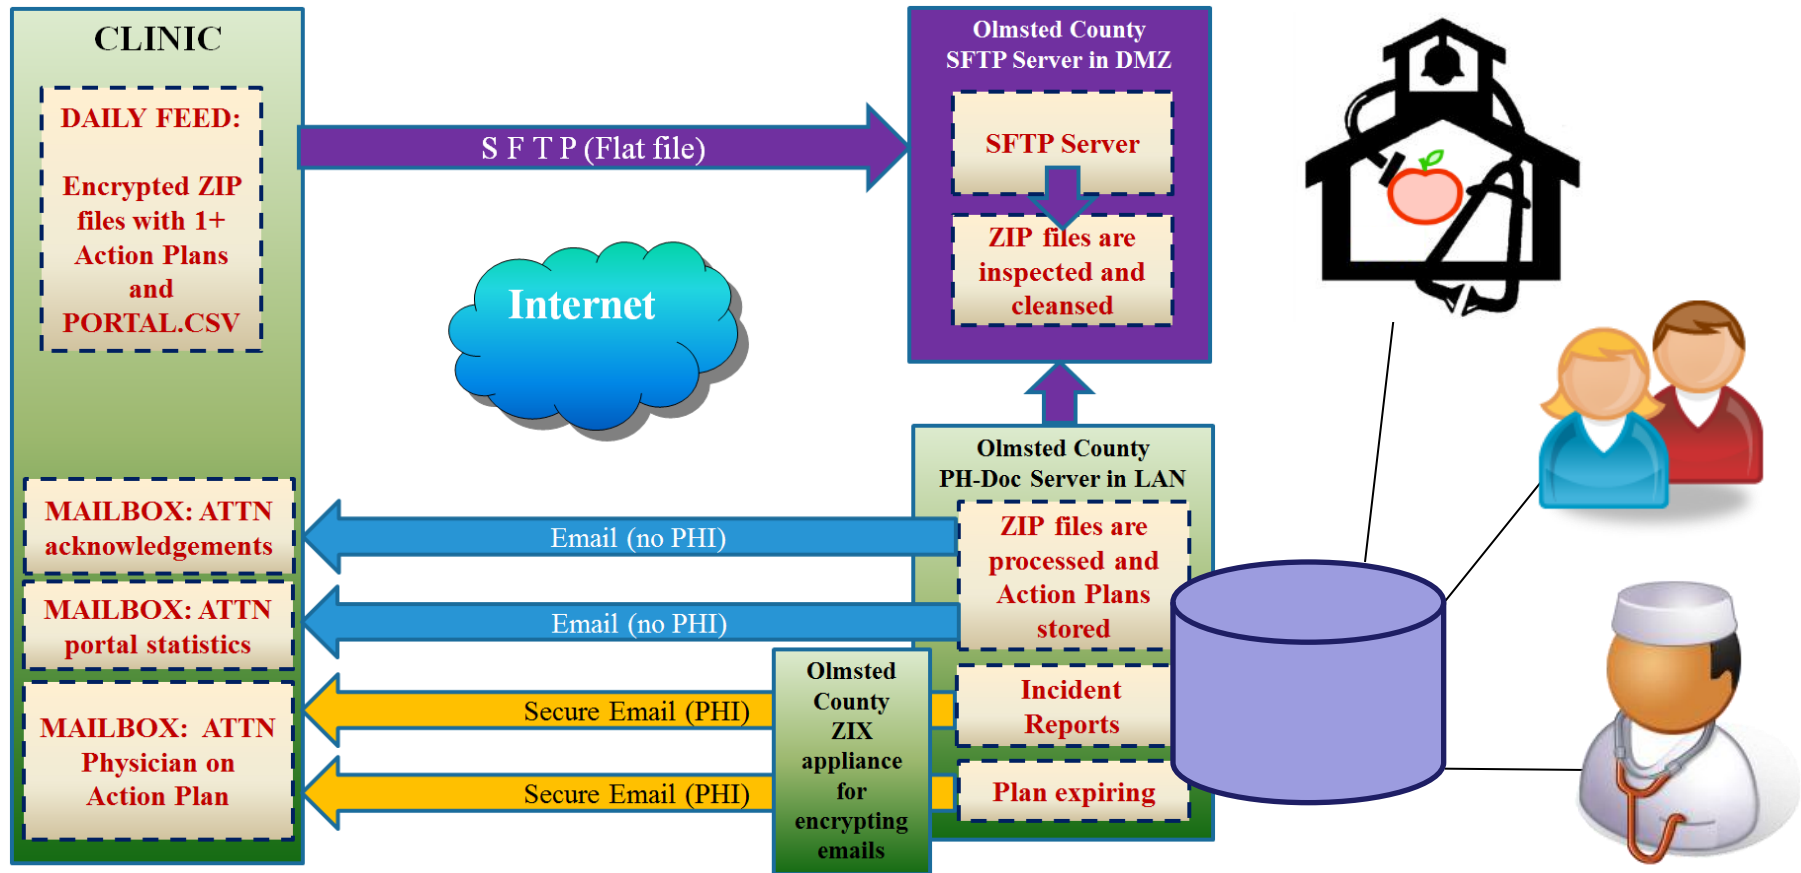 CLINIC
DAILY FEED:
Encrypted ZIP
files with 1+
Action Plans
and
PORTAL.CSV
MAILBOX: ATTN
acknowledgements
MAILBOX: ATTN
portal statistics
MAILBOX: ATTN
Physician on
Action Plan
S F T P (Flat file)
Internet
Email (no PHI)
Email (no PHI)
Secure Email (PHI)
Secure Email (PHI)
Olmsted
County
ZIX
appliance
for
encrypting
emails
Olmsted County
SFTP Server in DMZ
SFTP Server
ZIP files are
inspected and
cleansed
Olmsted County
PH-Doc Server in LAN
ZIP files are
processed and
Action Plans
stored
Incident
Reports
Plan expiring